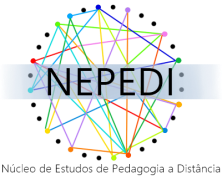 NEPEDI
Núcleo de Estudos de Pedagogia a Distância